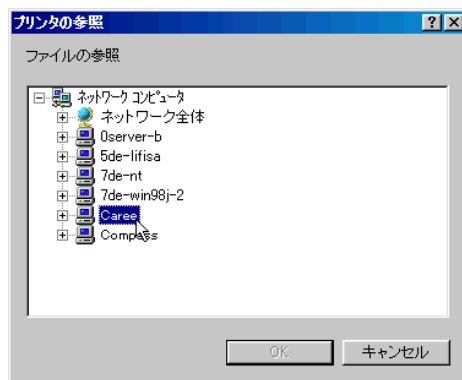 プリンタの参照
ファイルの参照
ネットワーク コンピュータ
ネットワーク全体
0server-b
5de-lifisa
7de-nt
7de-win98j-2
Caree
Compass
OK
キャンセル